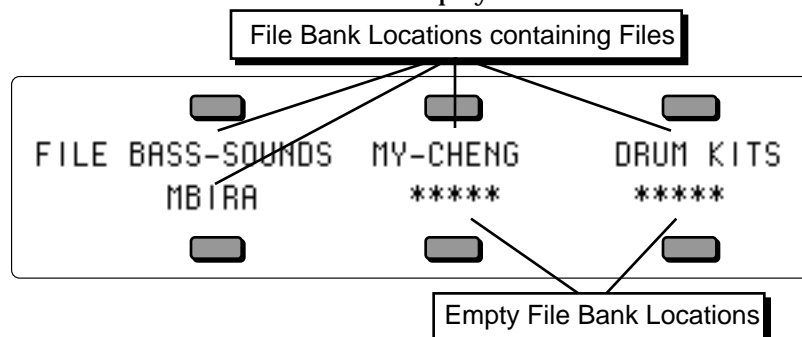 File Bank Locations containing Files
FILE BASS-SOUNDS MY-CHENG DRUM KITS
MBIRA ***** *****
Empty File Bank Locations